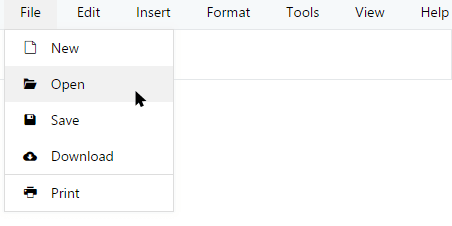 File Edit Insert Format Tools View Help
New
Open
Save
Download
Print